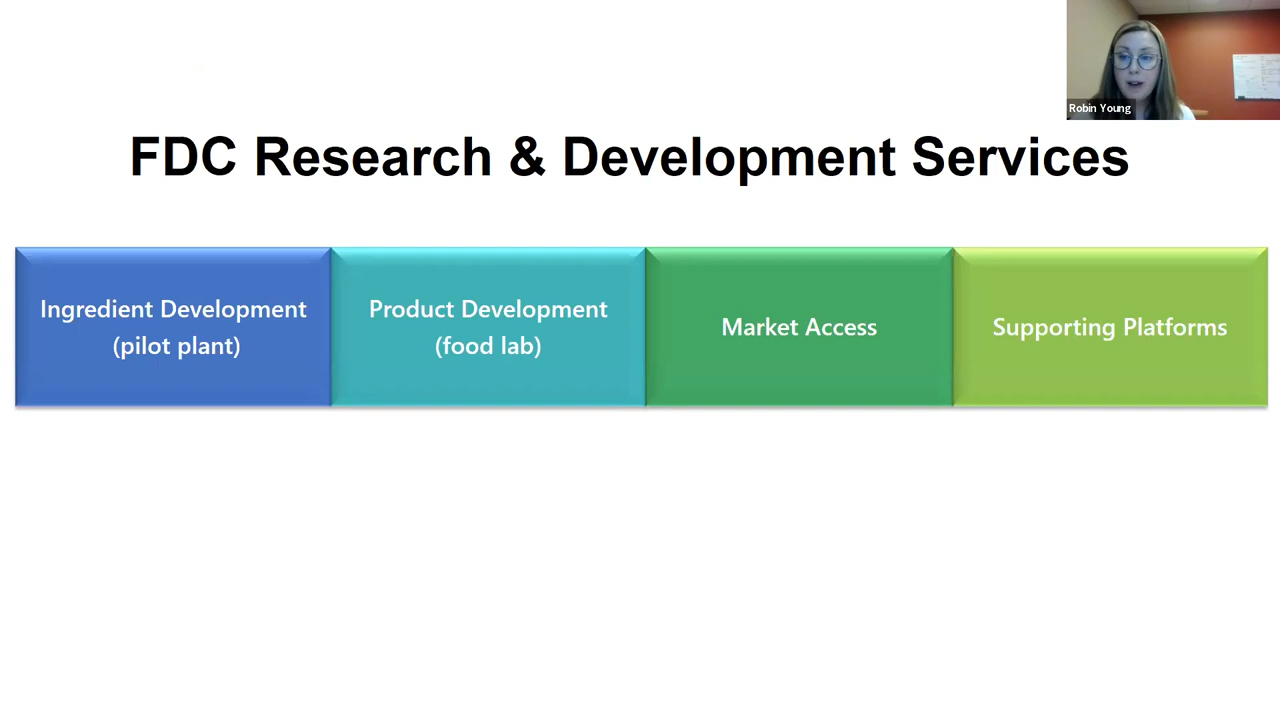 Robin Young
FDC Research & Development Services
Ingredient Development
(pilot plant)
Product Development
(food lab)
Market Access
Supporting Platforms